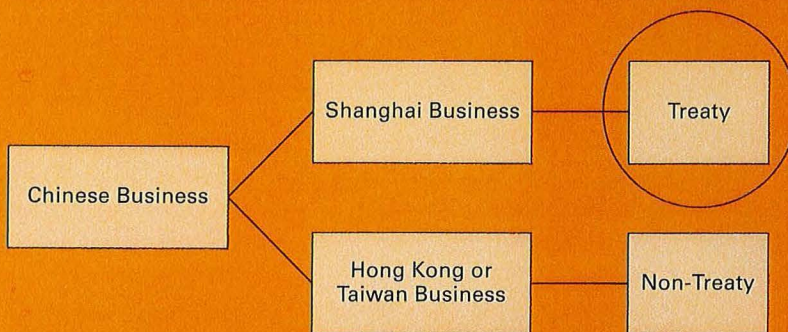 Chinese Business
Shanghai Business
Treaty
Hong Kong or
Taiwan Business
Non-Treaty